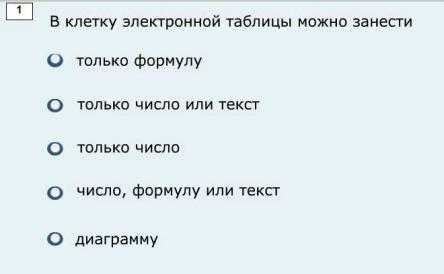 1
В клетку электронной таблицы можно занести
только формулу
только число или текст
только число
число, формулу или текст
диаграмму